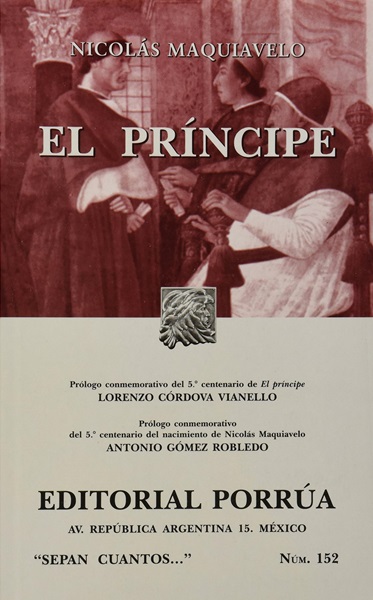 NICOLÁS MAQUIAVELO
EL PRÍNCIPE
Prólogo conmemorativo del 5.º centenario de El príncipe
LORENZO CÓRDOVA VIANELLO
Prólogo conmemorativo
del 5.º centenario del nacimiento de Nicolás Maquiavelo
ANTONIO GÓMEZ ROBLEDO
EDITORIAL PORRÚA
AV. REPÚBLICA ARGENTINA 15. MÉXICO
“SEPAN CUANTOS...” NÚM. 152